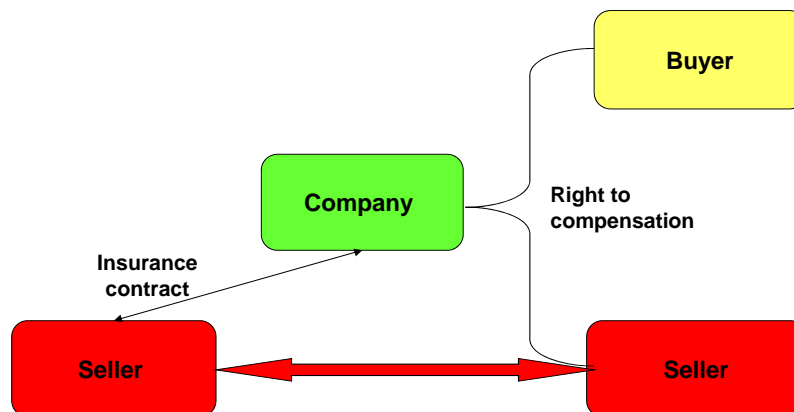 Buyer
Company
Right to
compensation
Insurance
contract
Seller
Seller